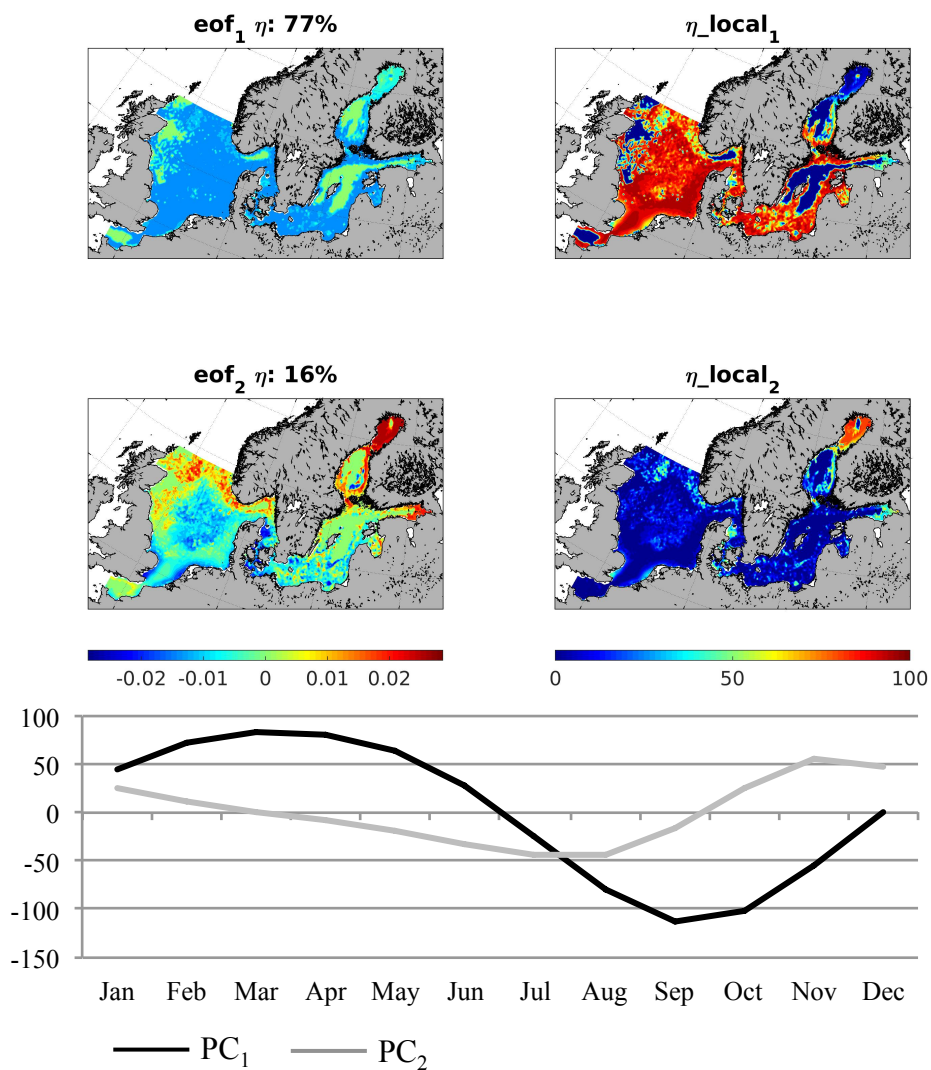 eof₁ η: 77%
η_local₁
eof₂ η: 16%
η_local₂
-0.02 -0.01 0 0.01 0.02
0 50 100
100
50
0
-50
-100
-150
Jan Feb Mar Apr May Jun Jul Aug Sep Oct Nov Dec
PC₁ PC₂